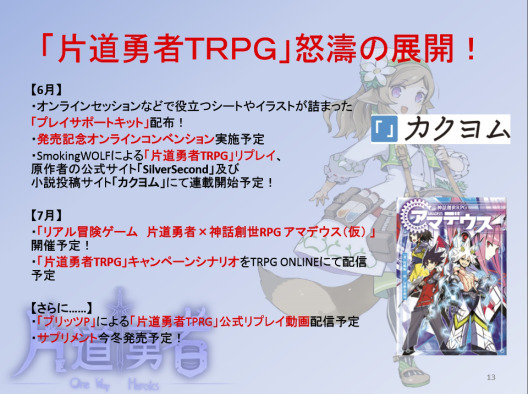 「片道勇者TRPG」怒濤の展開！
【6月】
・オンラインセッションなどで役立つシートやイラストが詰まった
「プレイサポートキット」配布！
・発売記念オンラインコンベンション実施予定
・SmokingWOLFによる「片道勇者TRPG」リプレイ、
原作者の公式サイト「SilverSecond」及び
小説投稿サイト「カクヨム」にて連載開始予定！
「」カクヨム
【7月】
・「リアル冒険ゲーム　片道勇者×神話創世RPG アマデウス（仮）」
開催予定！
・「片道勇者TRPG」キャンペーンシナリオをTRPG ONLINEにて配信
予定
神話創世RPG
アマデウス
【さらに……】
・「ブリッツP」による「片道勇者TPRG」公式リプレイ動画配信予定
・サプリメント今冬発売予定！
片道勇者
One Way Heroics
13